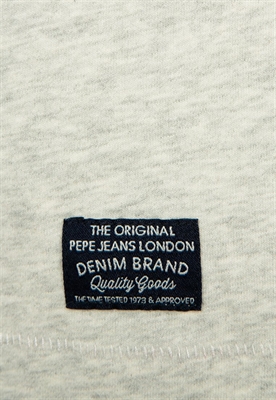 THE ORIGINAL
PEPE JEANS LONDON
DENIM BRAND
Quality Goods
THE TIME TESTED 1973 & APPROVED